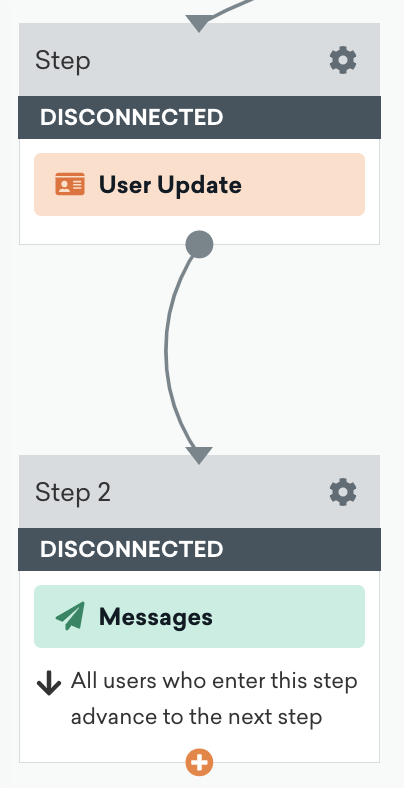 Step
DISCONNECTED
User Update
Step 2
DISCONNECTED
Messages
All users who enter this step
advance to the next step